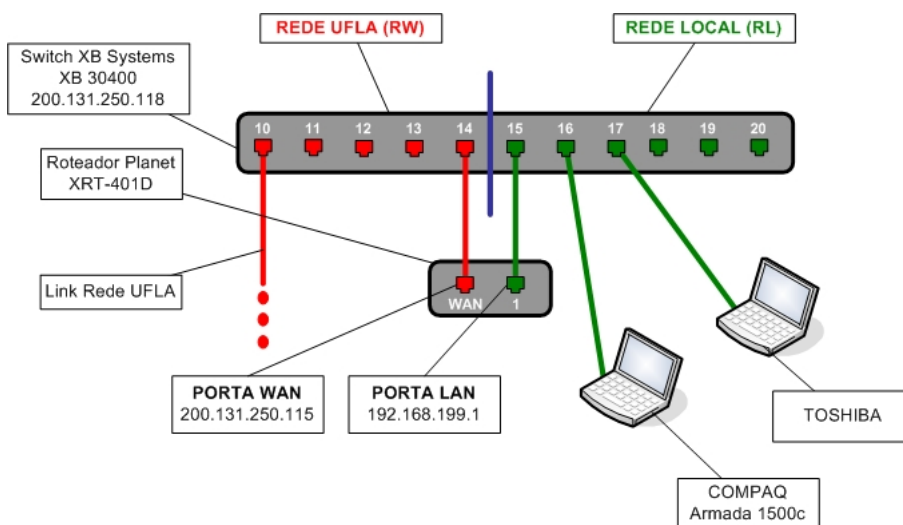 REDE UFLA (RW)
REDE LOCAL (RL)
Switch XB Systems
XB 30400
200.131.250.118
10 11 12 13 14 15 16 17 18 19 20
Roteador Planet
XRT-401D
Link Rede UFLA
WAN 1
PORTA WAN
200.131.250.115
PORTA LAN
192.168.199.1
TOSHIBA
COMPAQ
Armada 1500c